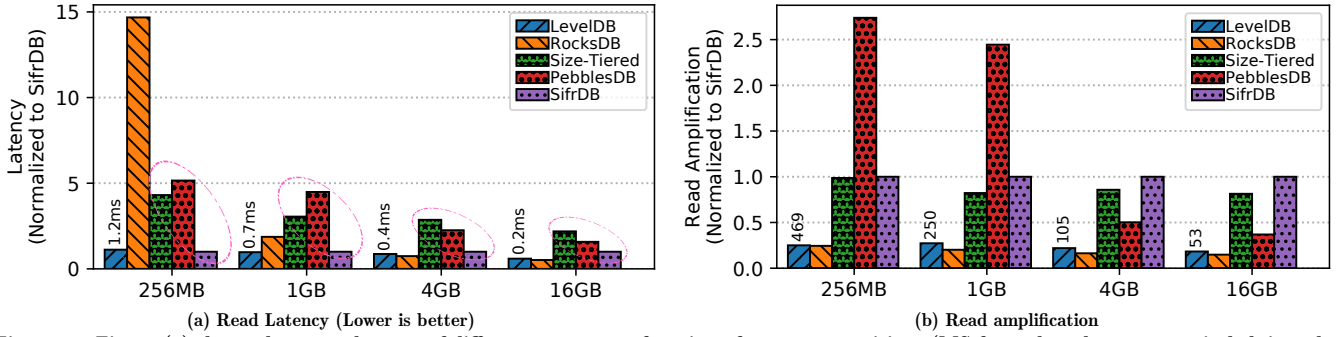 Latency
(Normalized to SifrDB)
15
10
5
0
LevelDB
RocksDB
Size-Tiered
PebblesDB
SifrDB
1.2ms
0.7ms
0.4ms
0.2ms
256MB
1GB
4GB
16GB
(a) Read Latency (Lower is better)
Read Amplification
(Normalized to SifrDB)
2.5
2.0
1.5
1.0
0.5
0.0
LevelDB
RocksDB
Size-Tiered
PebblesDB
SifrDB
469
250
105
53
256MB
1GB
4GB
16GB
(b) Read amplification